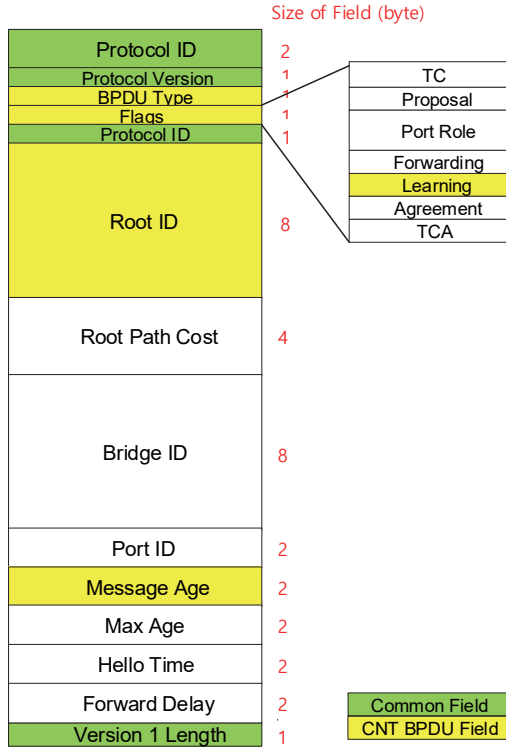 Size of Field (byte)
Protocol ID 2
Protocol Version 1
BPDU Type 1
Flags 1
Protocol ID 1
Root ID 8
Root Path Cost 4
Bridge ID 8
Port ID 2
Message Age 2
Max Age 2
Hello Time 2
Forward Delay 2
Version 1 Length 1
TC
Proposal
Port Role
Forwarding
Learning
Agreement
TCA
Common Field
CNT BPDU Field